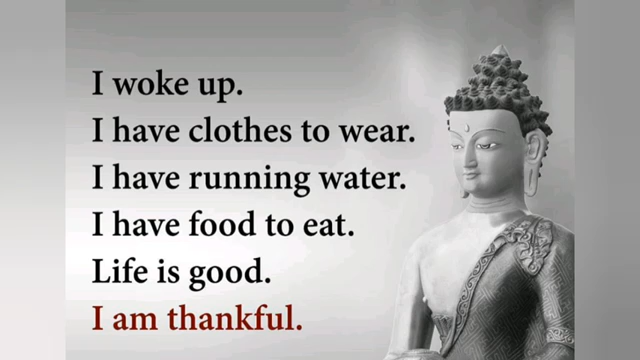 I woke up.
I have clothes to wear.
I have running water.
I have food to eat.
Life is good.
I am thankful.